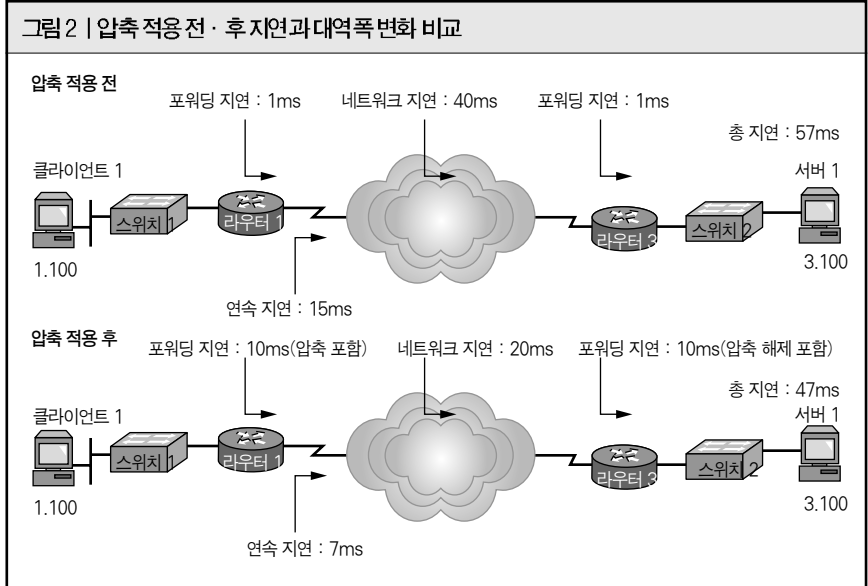 그림 2 | 압축 적용 전 · 후 지연과 대역폭 변화 비교
압축 적용 전
포워딩 지연 : 1ms
네트워크 지연 : 40ms
포워딩 지연 : 1ms
총 지연 : 57ms
클라이언트 1
서버 1
스위치 1
라우터 1
라우터 3
스위치 2
1.100
3.100
연속 지연 : 15ms
압축 적용 후
포워딩 지연 : 10ms(압축 포함)
네트워크 지연 : 20ms
포워딩 지연 : 10ms(압축 해제 포함)
총 지연 : 47ms
클라이언트 1
서버 1
스위치 1
라우터 1
라우터 3
스위치 2
1.100
3.100
연속 지연 : 7ms